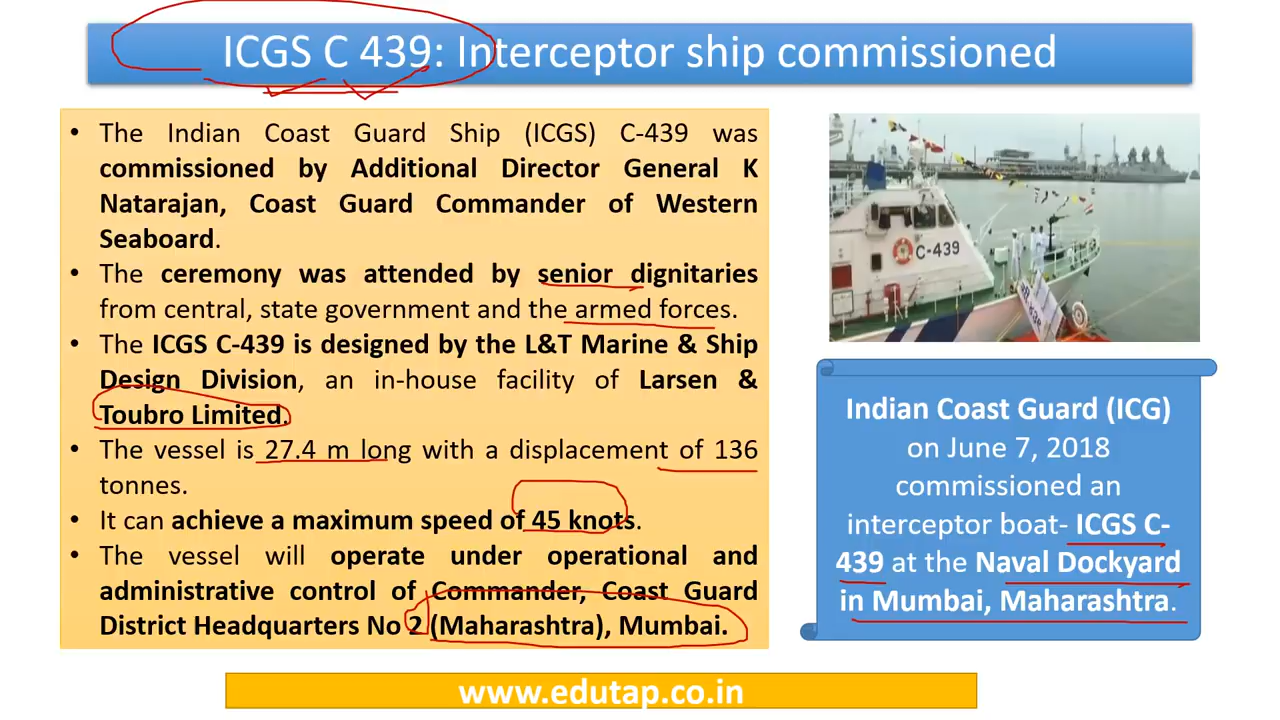 ICGS C 439: Interceptor ship commissioned
• The Indian Coast Guard Ship (ICGS) C-439 was
commissioned by Additional Director General K
Natarajan, Coast Guard Commander of Western
Seaboard.
• The ceremony was attended by senior dignitaries
from central, state government and the armed forces.
• The ICGS C-439 is designed by the L&T Marine & Ship
Design Division, an in-house facility of Larsen &
Toubro Limited.
• The vessel is 27.4 m long with a displacement of 136
tonnes.
• It can achieve a maximum speed of 45 knots.
• The vessel will operate under operational and
administrative control of Commander, Coast Guard
District Headquarters No 2 (Maharashtra), Mumbai.
C-439
Indian Coast Guard (ICG)
on June 7, 2018
commissioned an
interceptor boat- ICGS C-
439 at the Naval Dockyard
in Mumbai, Maharashtra.
www.edutap.co.in